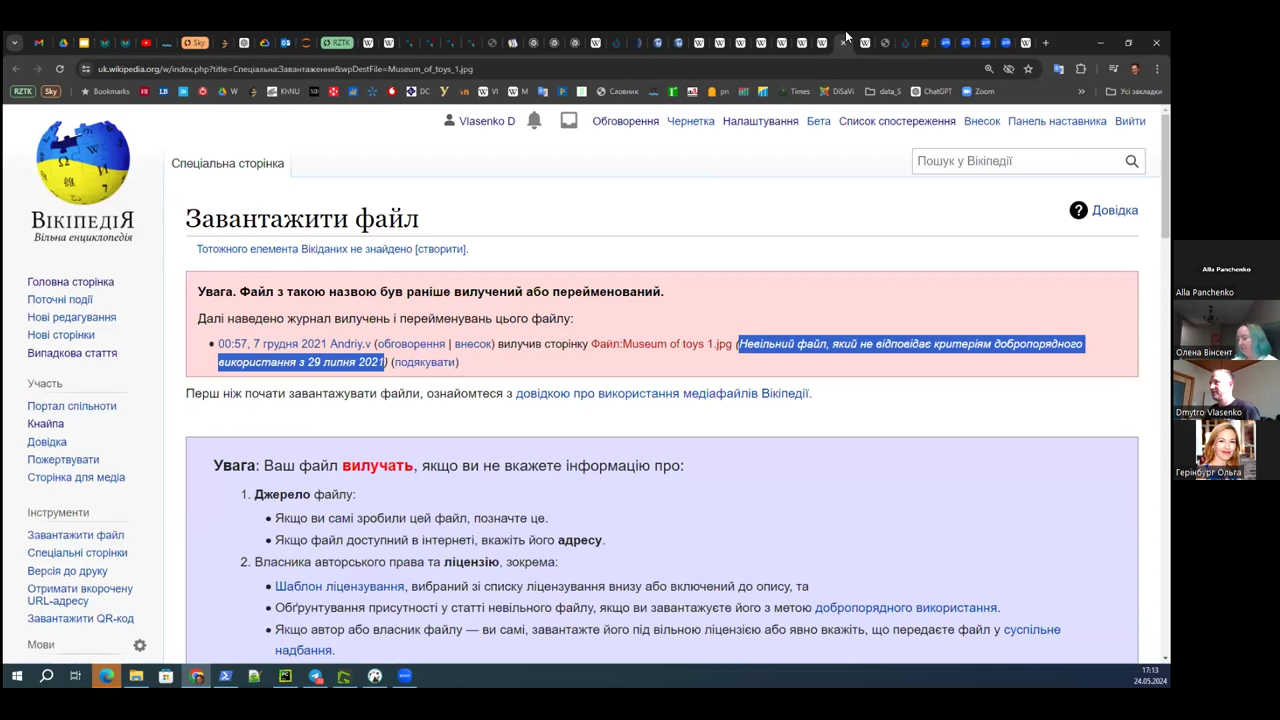 Sky
RZTK
uk.wikipedia.org/w/index.php?title=Спеціальна:Завантаження&wpDestFile=Museum_of_toys_1.jpg
RZTK Sky Bookmarks LB W KhNU DC VI M Словник pn Times DiSaVi data_S ChatGPT Zoom » Усі закладки
Vlasenko D Обговорення Чернетка Налаштування Бета Список спостереження Внесок Панель наставника Вийти
Спеціальна сторінка
Пошук у Вікіпедії
ВІКІПЕДІЯ
Вільна енциклопедія
Завантажити файл
Довідка
Тотожного елемента Вікіданих не знайдено [створити].
Увага. Файл з такою назвою був раніше вилучений або перейменований.
Далі наведено журнал вилучень і перейменувань цього файлу:
• 00:57, 7 грудня 2021 Andriy.v (обговорення | внесок) вилучив сторінку Файл:Museum of toys 1.jpg (Невільний файл, який не відповідає критеріям добропорядного
використання з 29 липня 2021) (подякувати)
Перш ніж почати завантажувати файли, ознайомтеся з довідкою про використання медіафайлів Вікіпедії.
Увага: Ваш файл вилучать, якщо ви не вкажете інформацію про:
1. Джерело файлу:
• Якщо ви самі зробили цей файл, позначте це.
• Якщо файл доступний в інтернеті, вкажіть його адресу.
2. Власника авторського права та ліцензію, зокрема:
• Шаблон ліцензування, вибраний зі списку ліцензування внизу або включений до опису, та
• Обґрунтування присутності у статті невільного файлу, якщо ви завантажуєте його з метою добропорядного використання.
• Якщо автор або власник файлу — ви самі, завантажте його під вільною ліцензією або явно вкажіть, що передаєте файл у суспільне
надбання.
Головна сторінка
Поточні події
Нові редагування
Нові сторінки
Випадкова стаття
Участь
Портал спільноти
Кнайпа
Довідка
Пожертвувати
Сторінка для медіа
Інструменти
Завантажити файл
Спеціальні сторінки
Версія до друку
Отримати вкорочену
URL-адресу
Завантажити QR-код
Мови
Alla Panchenko
Alla Panchenko
Олена Вінсент
Dmytro Vlasenko
Герінбург Ольга
17:13
24.05.2024